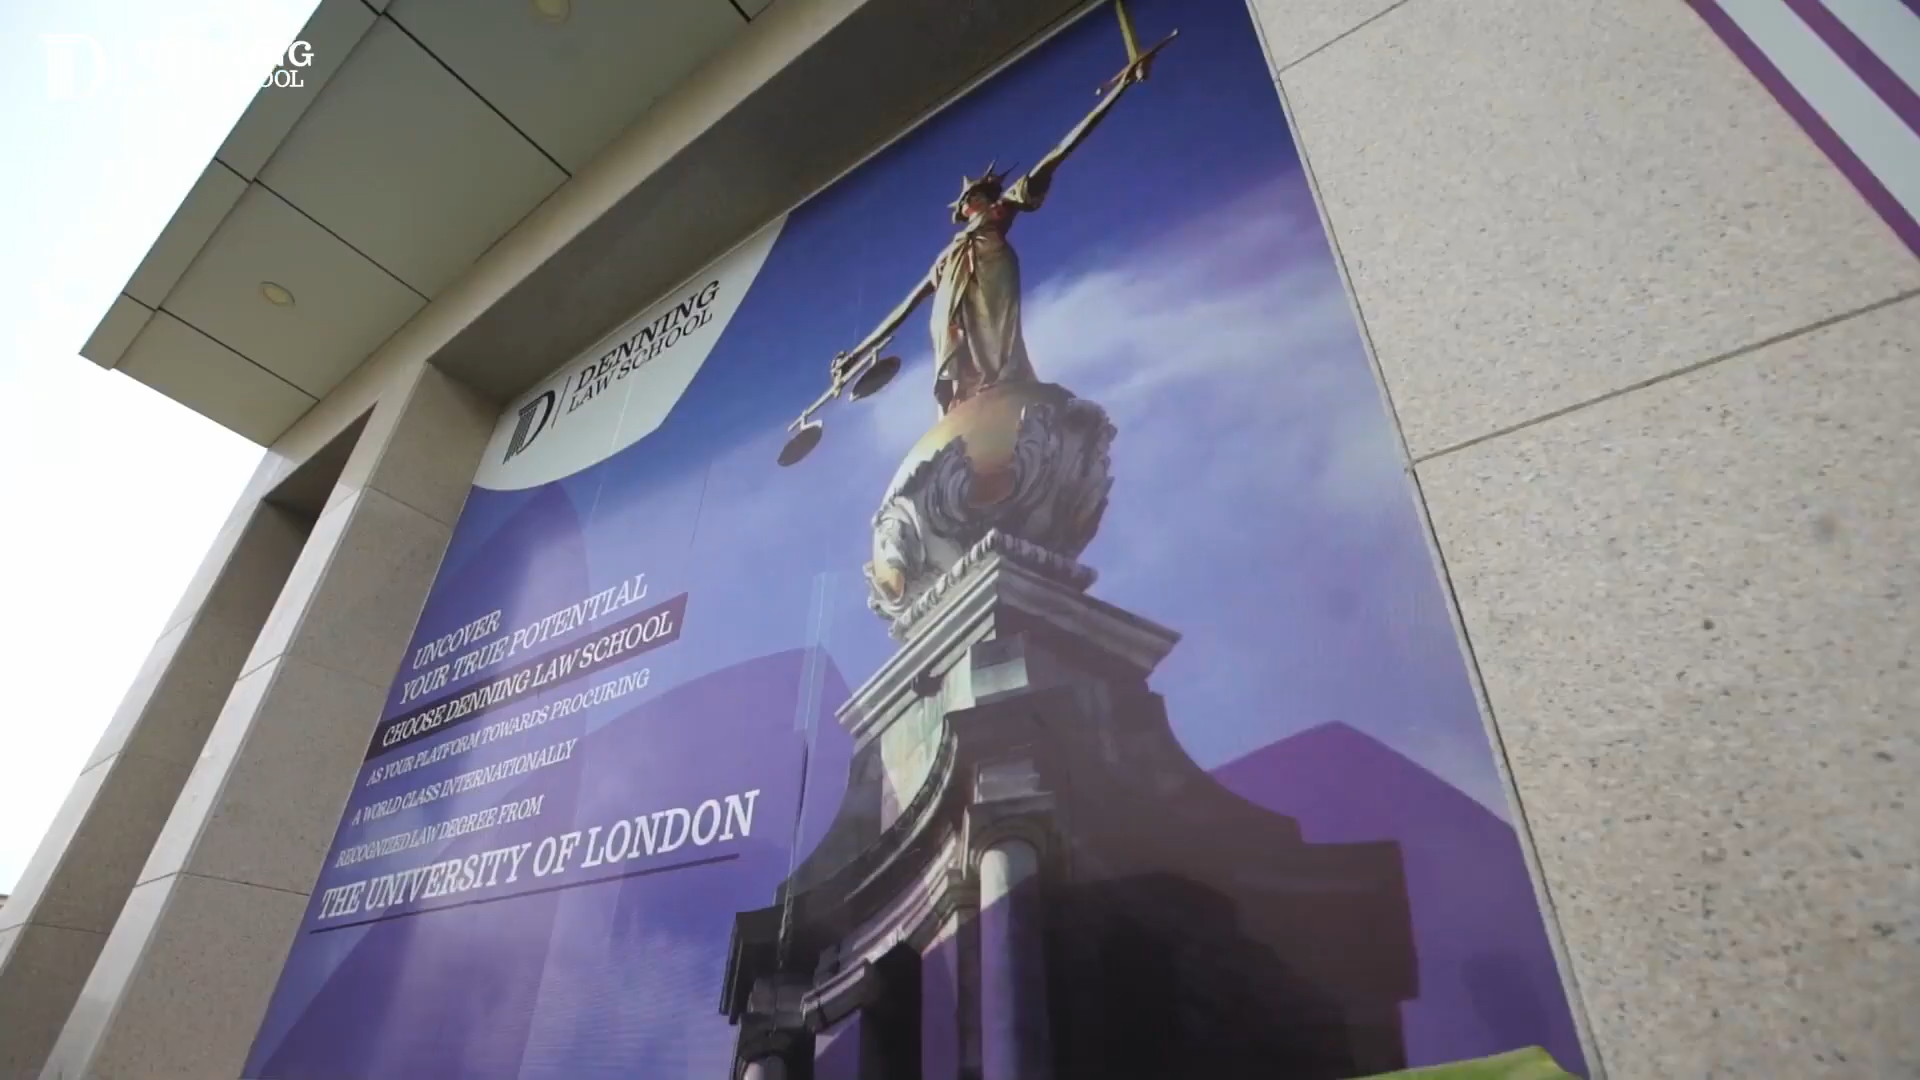 DENNING
LAW SCHOOL
UNCOVER
YOUR TRUE POTENTIAL
CHOOSE DENNING LAW SCHOOL
AS YOUR PLATFORM TOWARDS PROCURING
A WORLD CLASS INTERNATIONALLY
RECOGNIZED LAW DEGREE FROM
THE UNIVERSITY OF LONDON